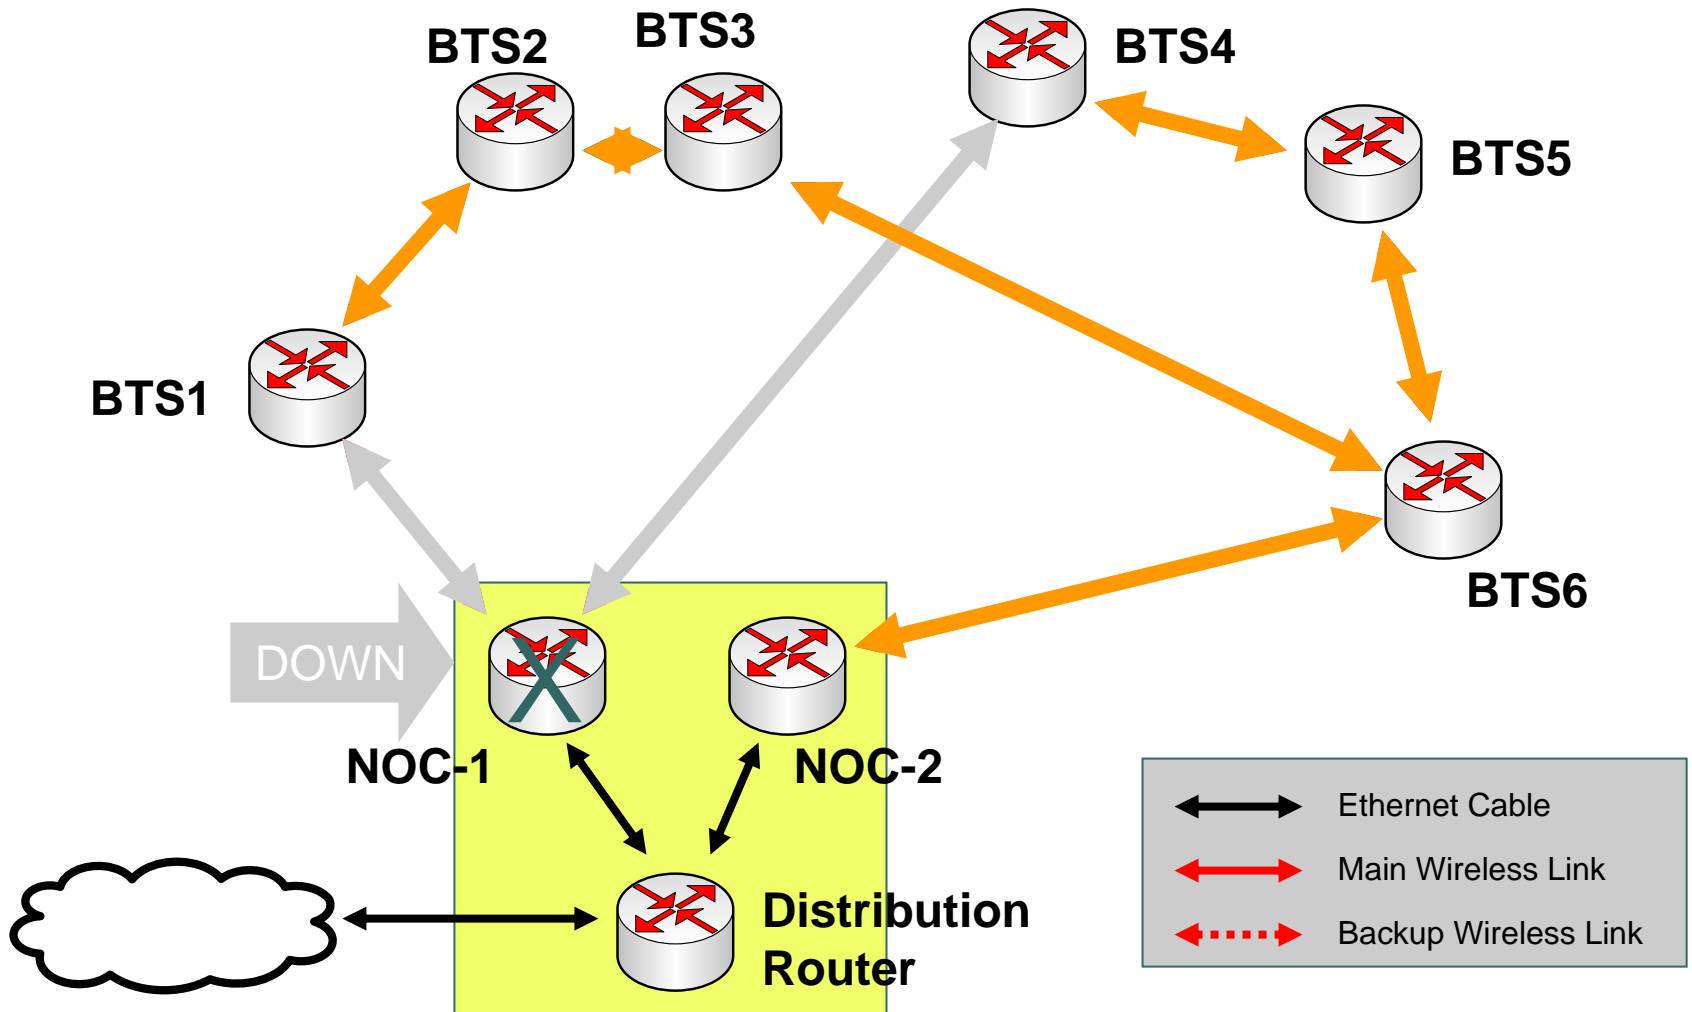 BTS2
BTS3
BTS4
BTS5
BTS1
BTS6
DOWN
X
NOC-1
NOC-2
Distribution
Router
Ethernet Cable
Main Wireless Link
Backup Wireless Link